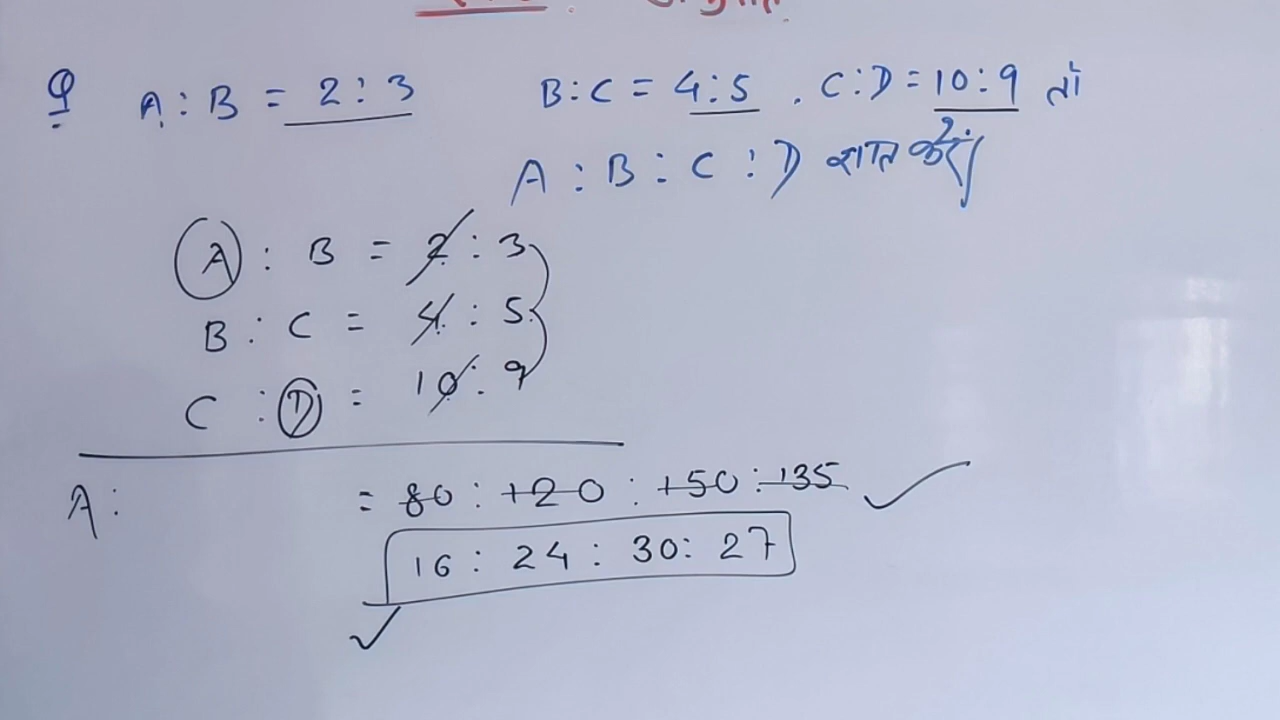 Q A : B = 2 : 3 B : C = 4 : 5 . C : D = 10 : 9 तो
A : B : C : D ज्ञात करें।
A : B = 2 : 3
B : C = 4 : 5
C : D = 10 : 9
A : = 80 : 120 : 150 : 135
16 : 24 : 30 : 27